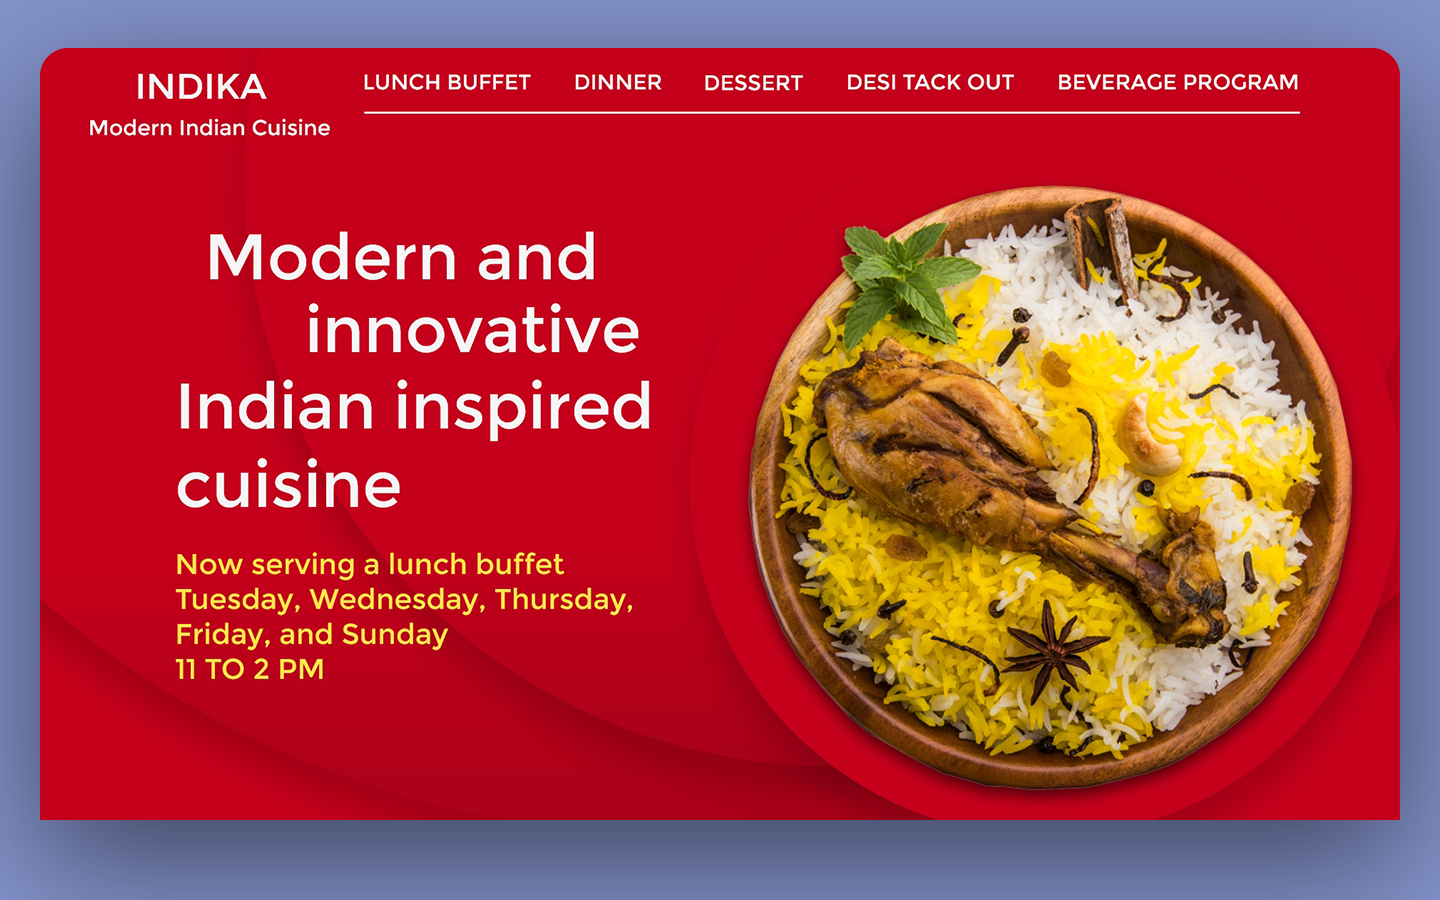 INDIKA
Modern Indian Cuisine
LUNCH BUFFET
DINNER
DESSERT
DESI TACK OUT
BEVERAGE PROGRAM
Modern and
innovative
Indian inspired
cuisine
Now serving a lunch buffet
Tuesday, Wednesday, Thursday,
Friday, and Sunday
11 TO 2 PM